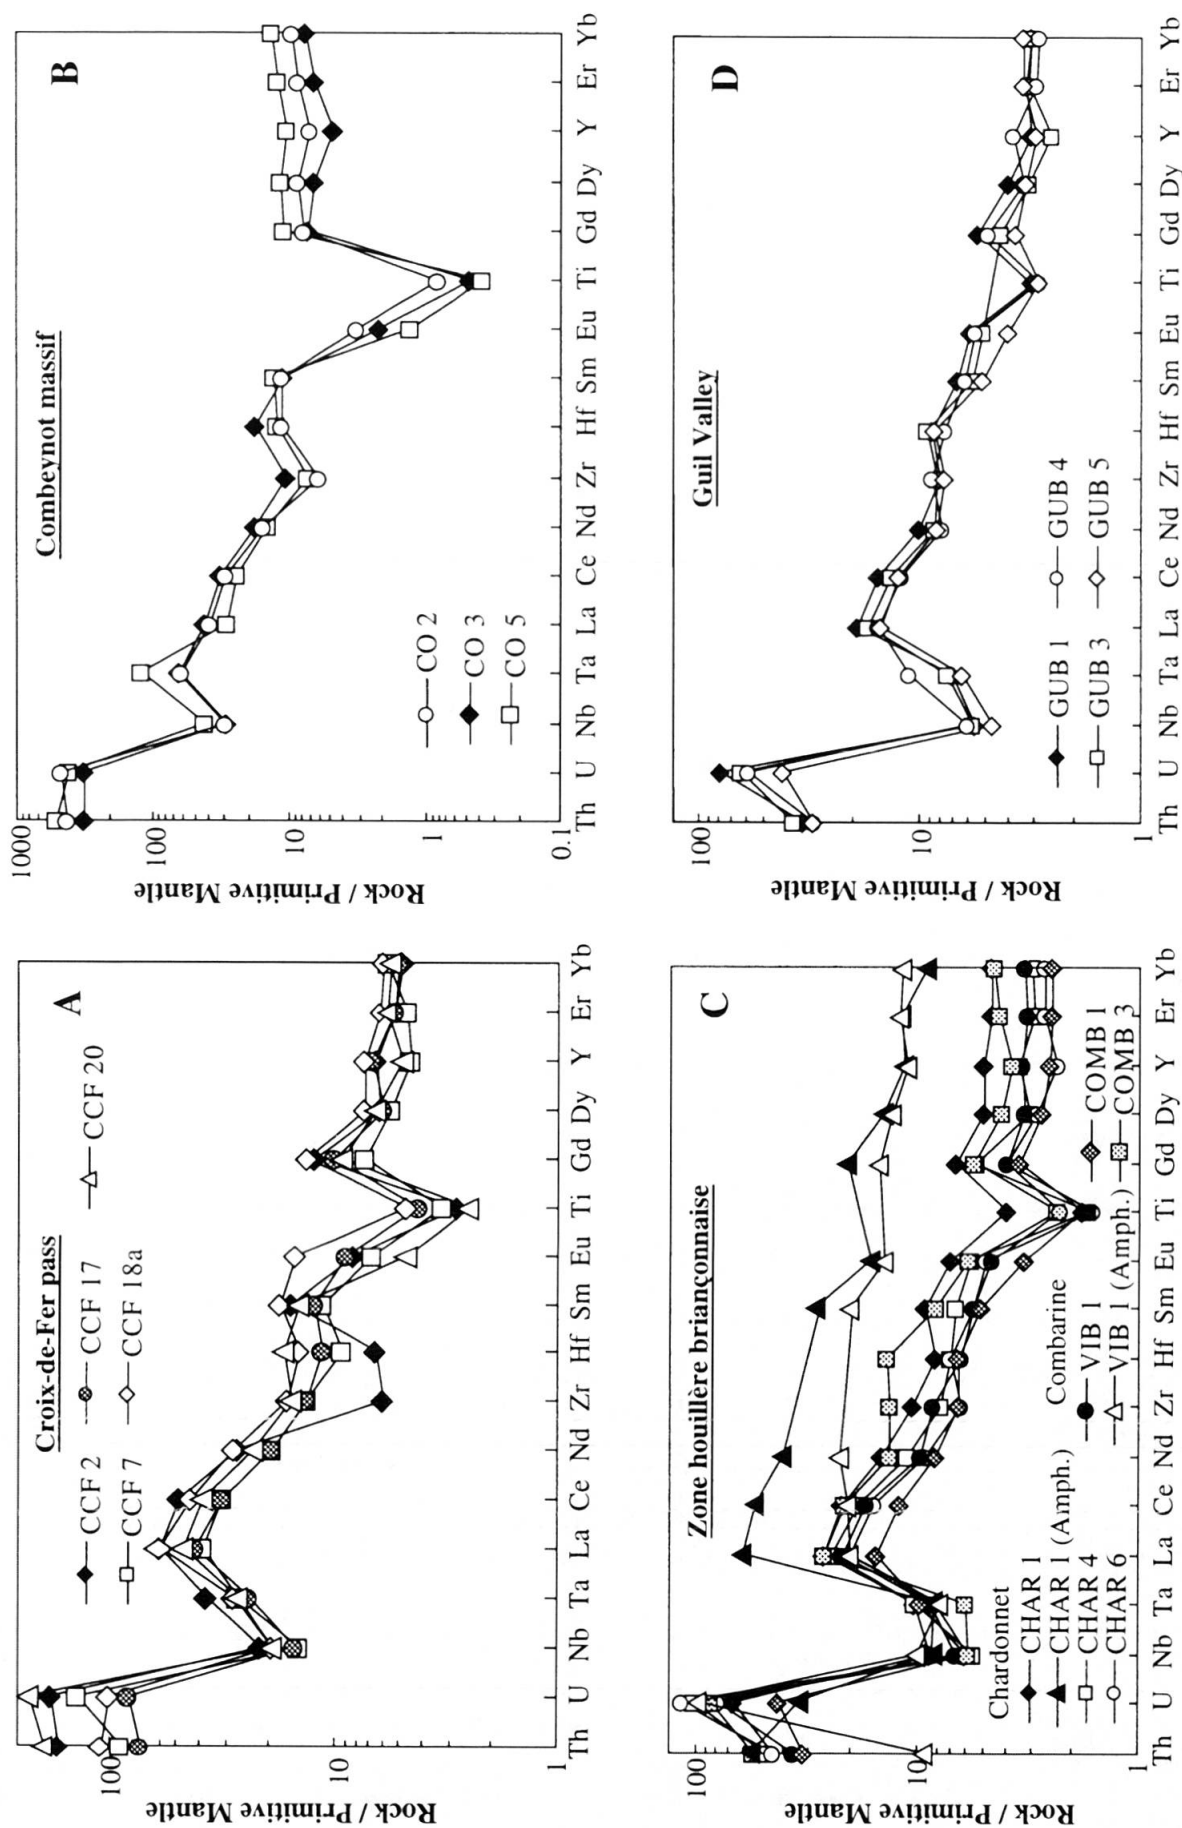 A
Croix-de-Fer pass
CCF 2
CCF 17
CCF 20
CCF 7
CCF 18a
Rock / Primitive Mantle
100
10
1
Th U Nb Ta La Ce Nd Zr Hf Sm Eu Ti Gd Dy Y Er Yb
B
Combeynot massif
CO 2
CO 3
CO 5
Rock / Primitive Mantle
1000
100
10
1
0.1
Th U Nb Ta La Ce Nd Zr Hf Sm Eu Ti Gd Dy Y Er Yb
C
Zone houillère briançonnaise
Chardonnet
CHAR 1
CHAR 1 (Amph.)
CHAR 4
CHAR 6
Combarine
VIB 1
COMB 1
VIB 1 (Amph.)
COMB 3
Rock / Primitive Mantle
100
10
1
Th U Nb Ta La Ce Nd Zr Hf Sm Eu Ti Gd Dy Y Er Yb
D
Guil Valley
GUB 1
GUB 4
GUB 3
GUB 5
Rock / Primitive Mantle
100
10
1
Th U Nb Ta La Ce Nd Zr Hf Sm Eu Ti Gd Dy Y Er Yb